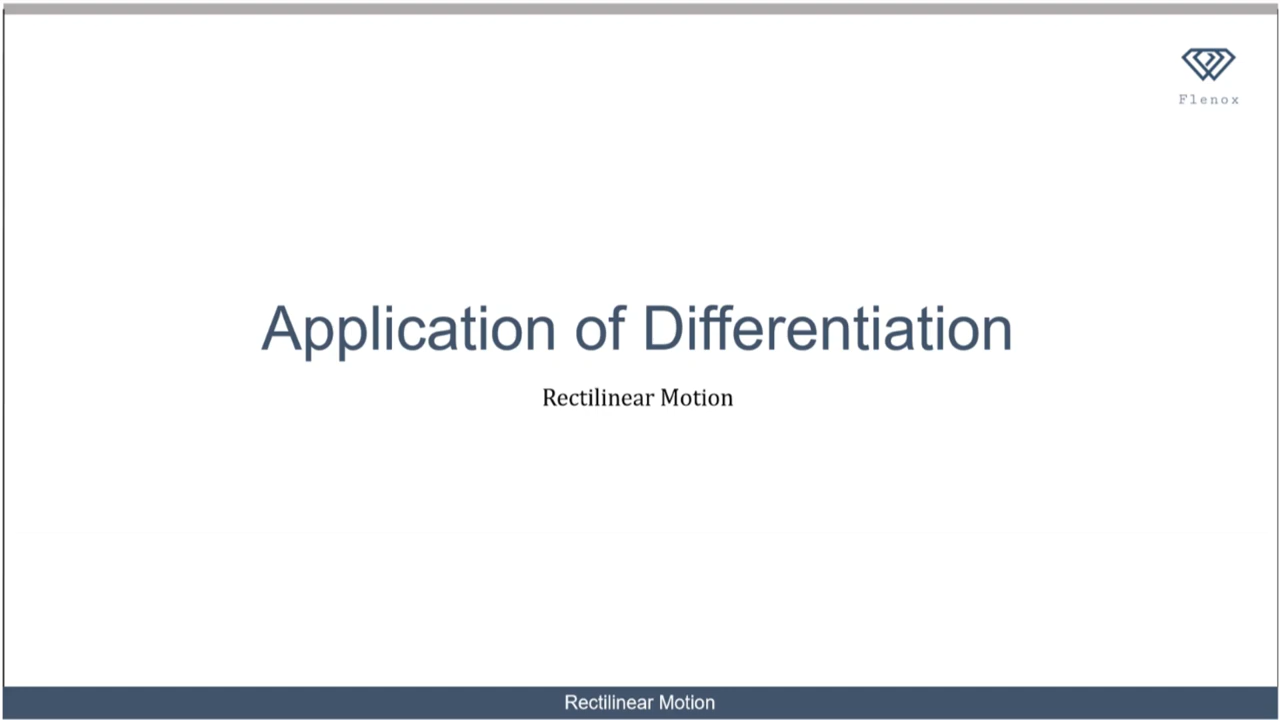 Flenox
Application of Differentiation
Rectilinear Motion
Rectilinear Motion